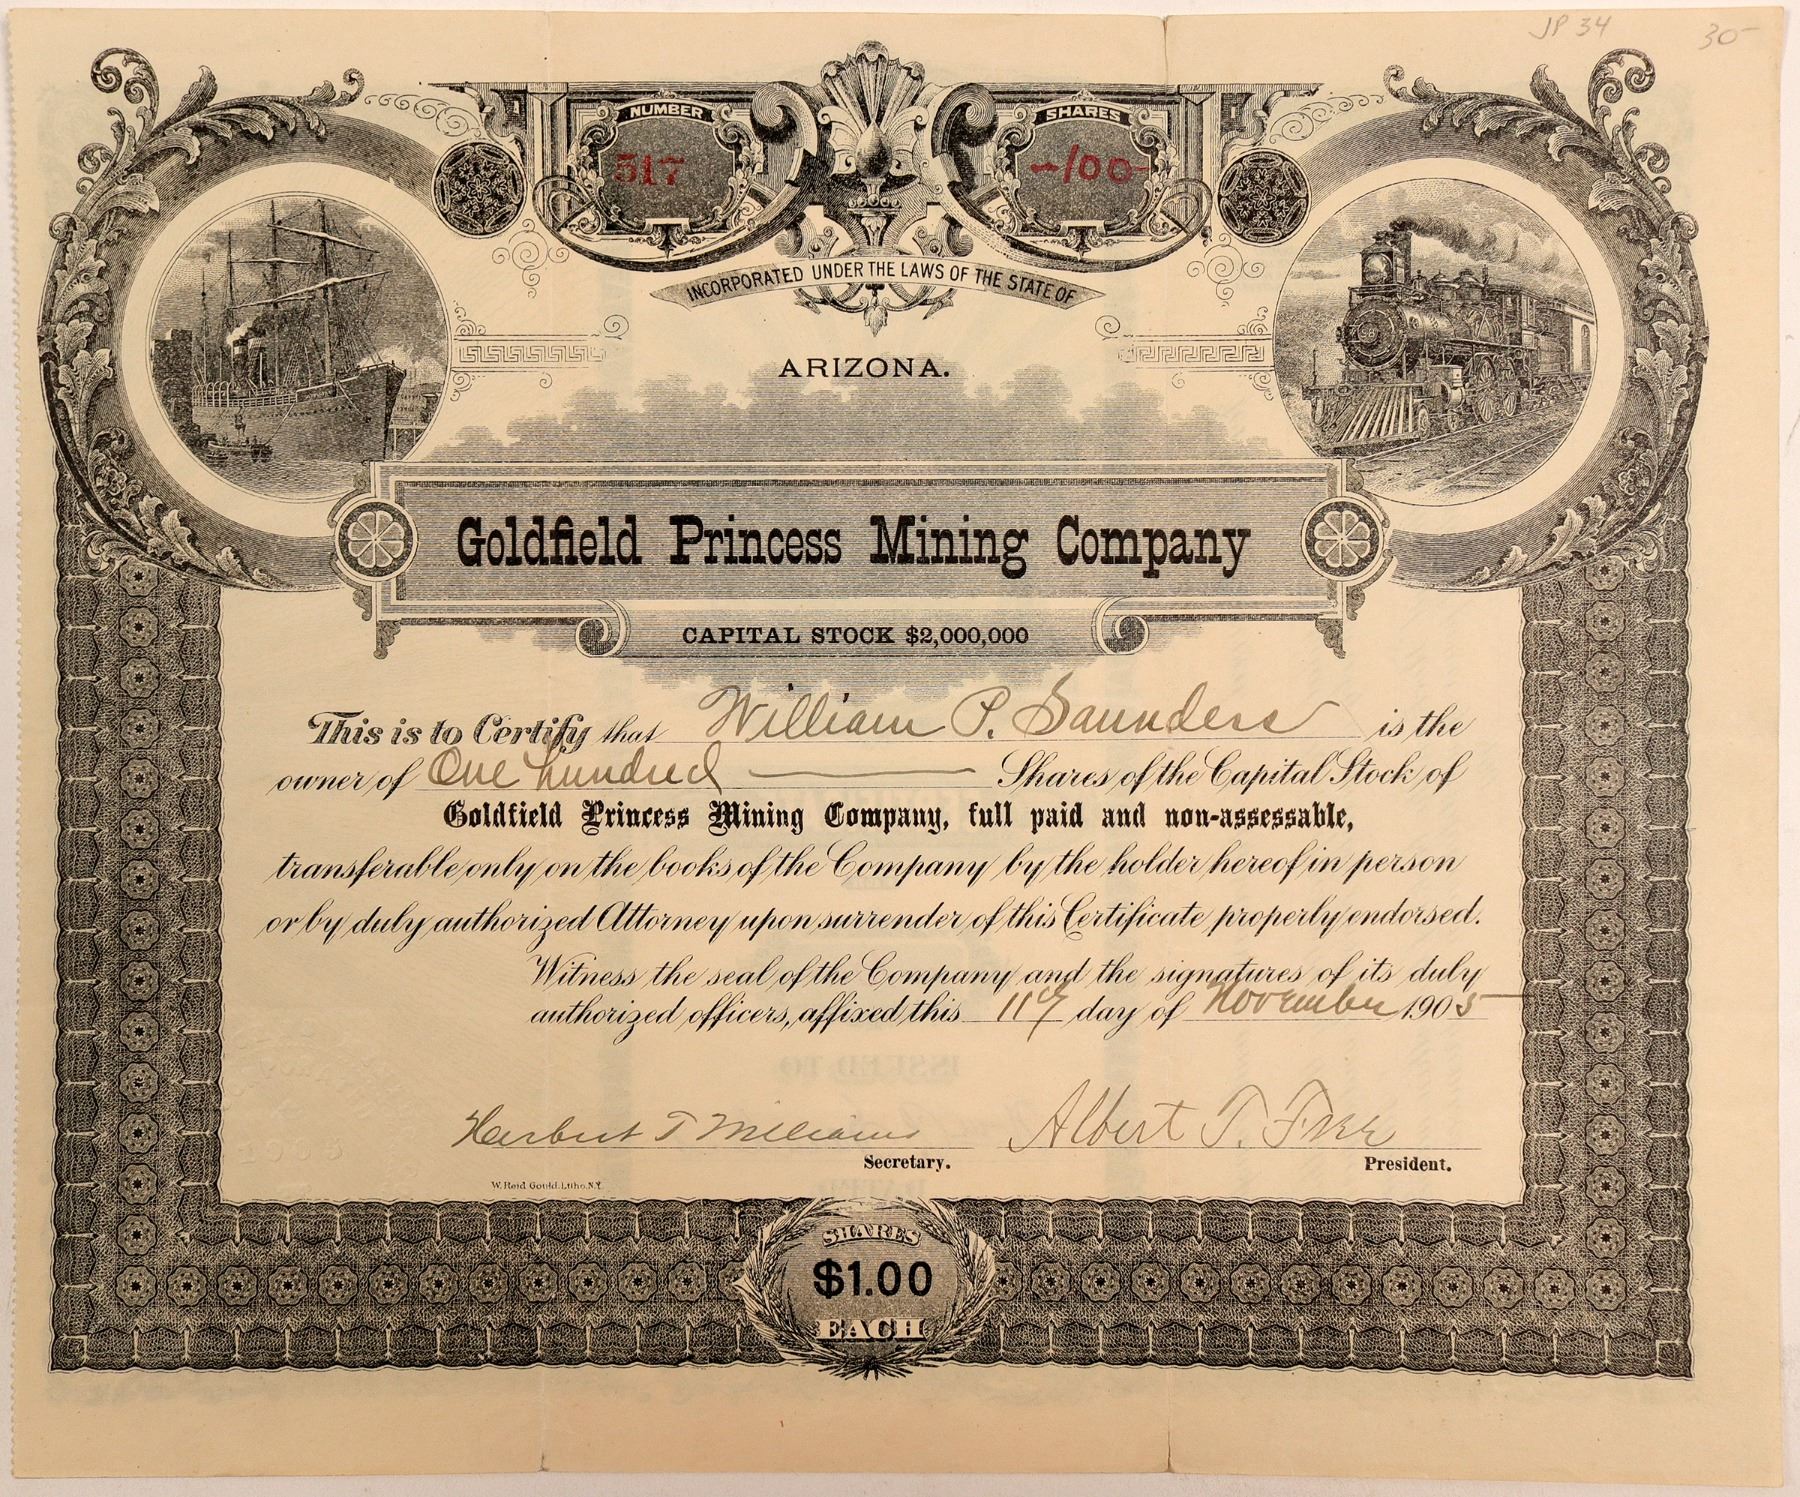 JP 34 30-
NUMBER SHARES
517 -100-
INCORPORATED UNDER THE LAWS OF THE STATE OF
ARIZONA.
Goldfield Princess Mining Company
CAPITAL STOCK $2,000,000
This is to Certify that William P. Saunders is the
owner of One hundred Shares of the Capital Stock of
Goldfield Princess Mining Company, full paid and non-assessable,
transferable only on the books of the Company by the holder hereof in person
or by duly authorized Attorney upon surrender of this Certificate properly endorsed.
Witness the seal of the Company and the signatures of its duly
authorized officers, affixed this 11th day of November 1905
ISSUED TO
Herbert T Williams Albert T. Free
Secretary. President.
DATED
W. Reid Gould. Litho. N.Y.
SHARES
$1.00
EACH